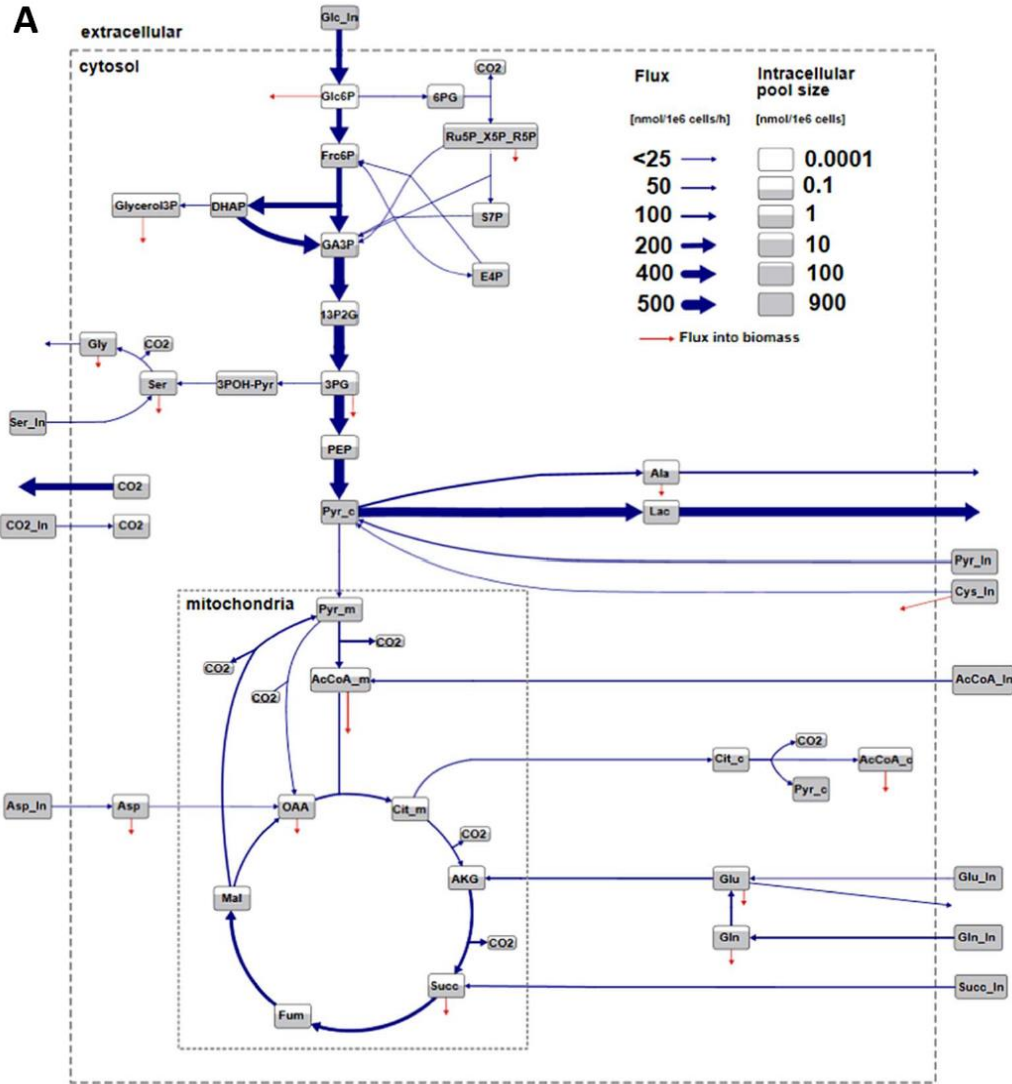 A
extracellular
cytosol
Glc_In
Glc6P
6PG
CO2
Ru5P_X5P_R5P
Frc6P
Glycerol3P
DHAP
S7P
GA3P
E4P
13P2G
Gly
CO2
Ser
3POH-Pyr
3PG
Ser_In
PEP
CO2
Ala
CO2_In
CO2
Pyr_c
Lac
Pyr_In
Cys_In
Flux
Intracellular
pool size
[nmol/1e6 cells/h]
[nmol/1e6 cells]
<25
0.0001
50
0.1
100
1
200
10
400
100
500
900
Flux into biomass
mitochondria
Pyr_m
CO2
CO2
CO2
AcCoA_m
AcCoA_In
Cit_c
CO2
AcCoA_c
Pyr_c
Asp_In
Asp
OAA
Cit_m
CO2
AKG
Glu
Glu_In
Mal
Gln
Gln_In
CO2
Succ
Succ_In
Fum